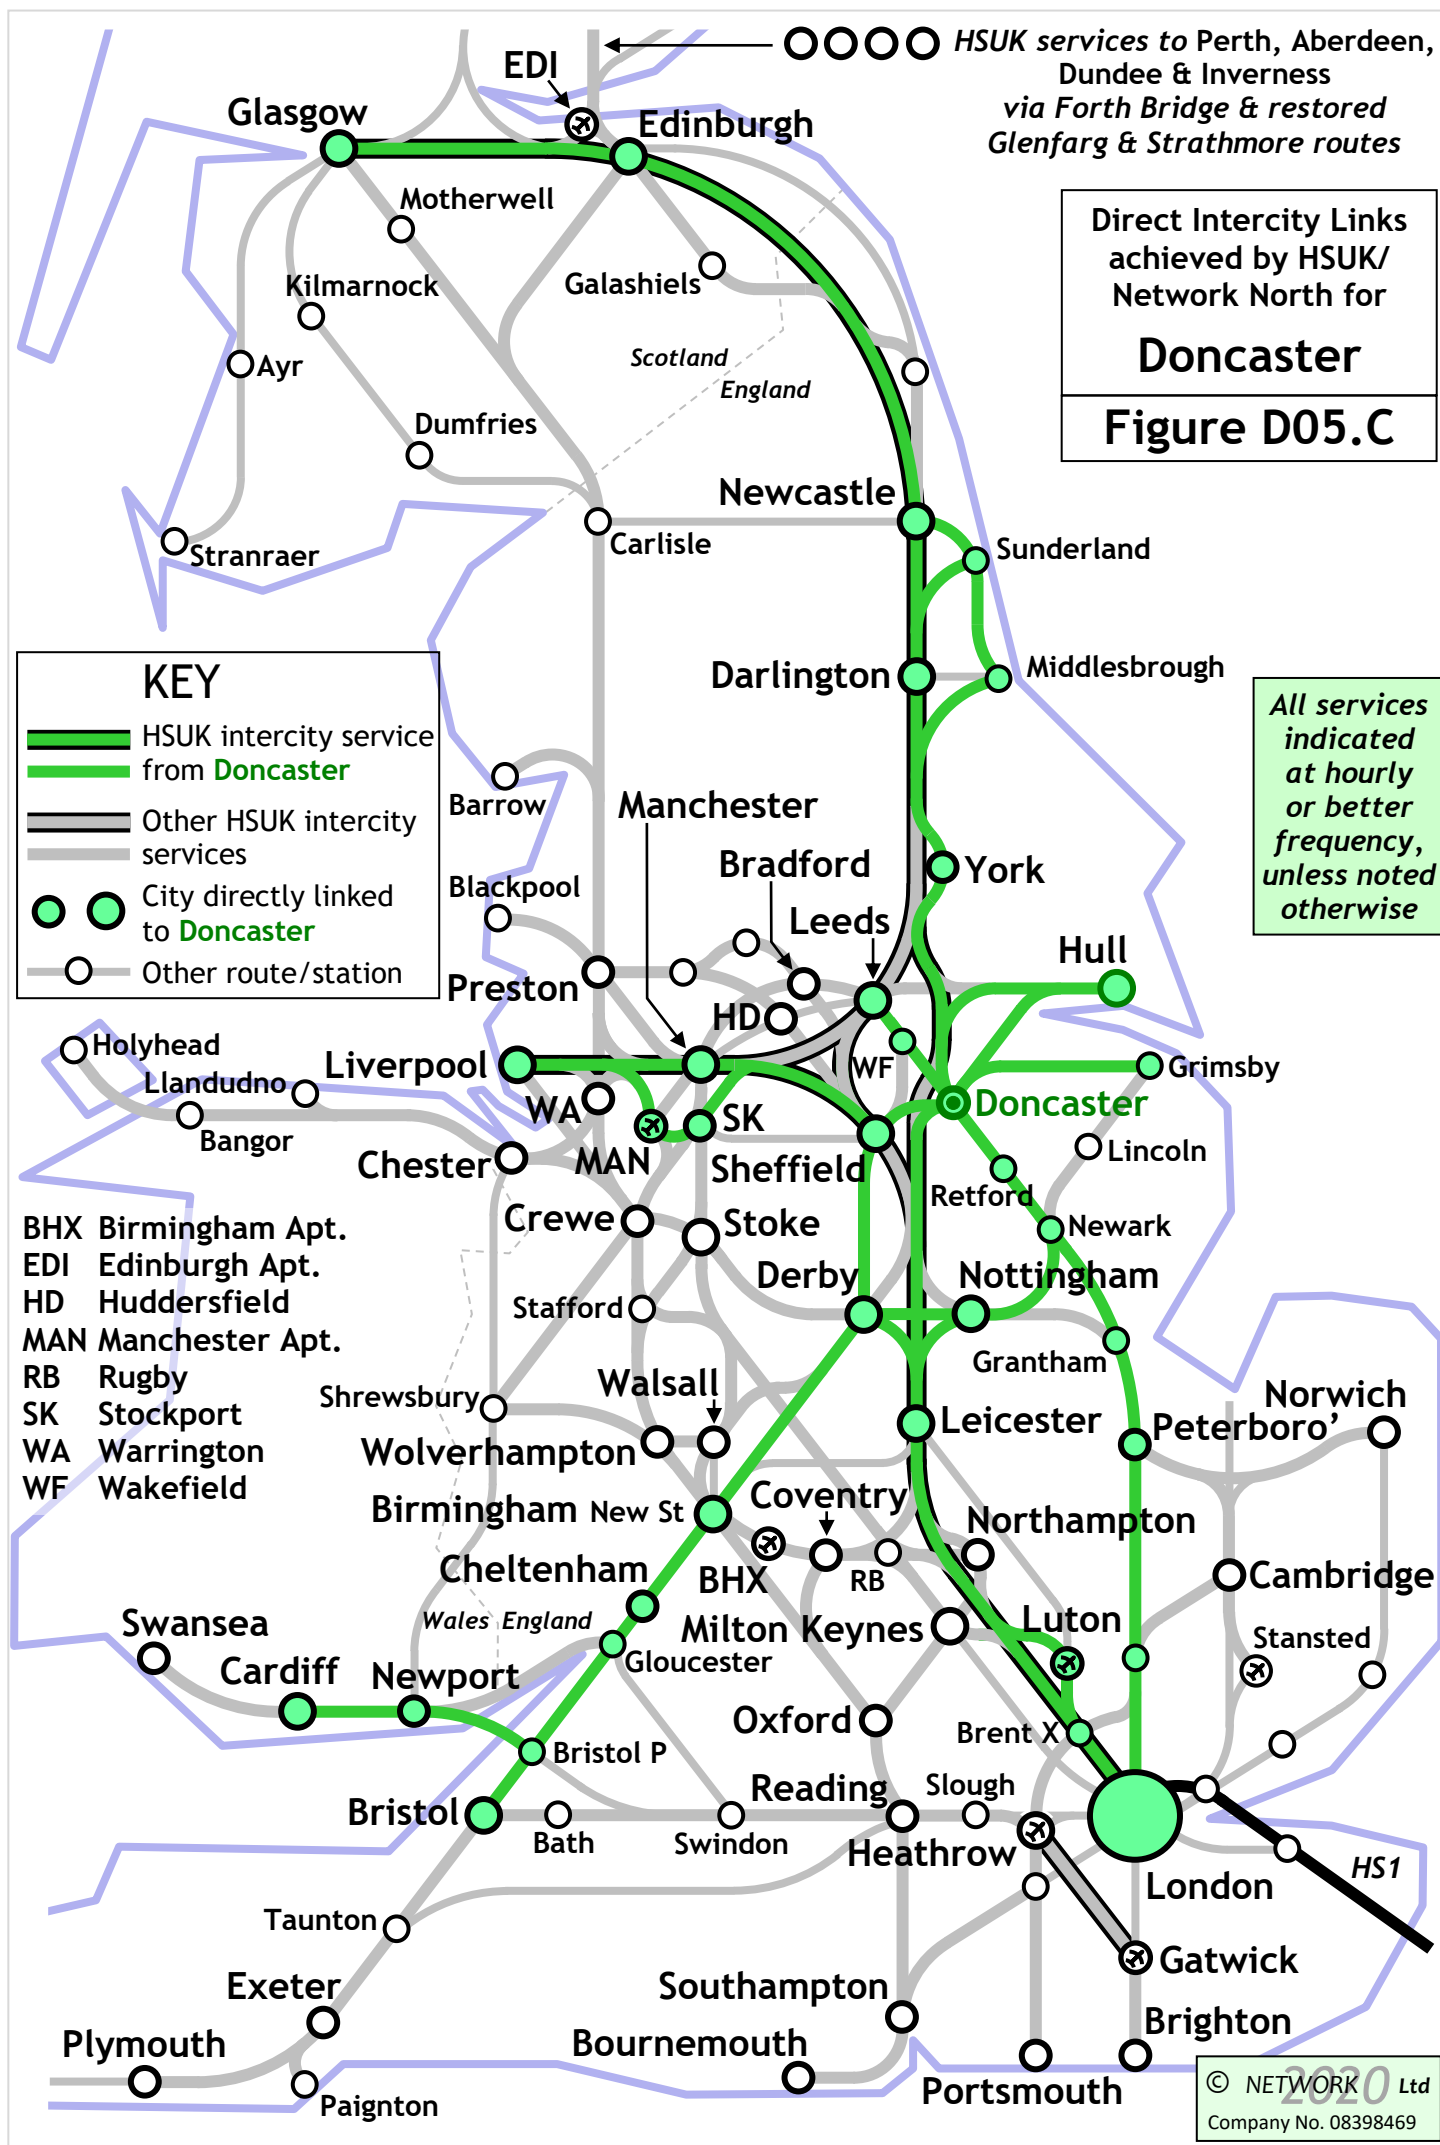 HSUK services to Perth, Aberdeen,
Dundee & Inverness
via Forth Bridge & restored
Glenfarg & Strathmore routes
EDI
Glasgow
Edinburgh
Direct Intercity Links
achieved by HSUK/
Network North for
Doncaster
Figure D05.C
Motherwell
Galashiels
Kilmarnock
Ayr
Scotland
England
Dumfries
Newcastle
Carlisle
Sunderland
Stranraer
Darlington
Middlesbrough
KEY
HSUK intercity service
from Doncaster
Other HSUK intercity
services
City directly linked
to Doncaster
Other route/station
All services
indicated
at hourly
or better
frequency,
unless noted
otherwise
Barrow
Manchester
Bradford
York
Blackpool
Leeds
Hull
Preston
HD
Holyhead
Liverpool
WF
Grimsby
Llandudno
WA
SK
Doncaster
Bangor
Chester
MAN
Sheffield
Lincoln
Retford
Crewe
Stoke
Newark
BHX Birmingham Apt.
EDI Edinburgh Apt.
HD Huddersfield
MAN Manchester Apt.
RB Rugby
SK Stockport
WA Warrington
WF Wakefield
Derby
Nottingham
Stafford
Grantham
Shrewsbury
Walsall
Norwich
Wolverhampton
Leicester
Peterboro’
Birmingham New St
Coventry
Northampton
Cheltenham
BHX
RB
Cambridge
Swansea
Wales England
Milton Keynes
Luton
Stansted
Cardiff
Newport
Gloucester
Oxford
Brent X
Bristol P
Reading
Slough
Bristol
Bath
Swindon
Heathrow
HS1
London
Taunton
Gatwick
Exeter
Southampton
Brighton
Plymouth
Bournemouth
Portsmouth
Paignton
© NETWORK 2020 Ltd
Company No. 08398469